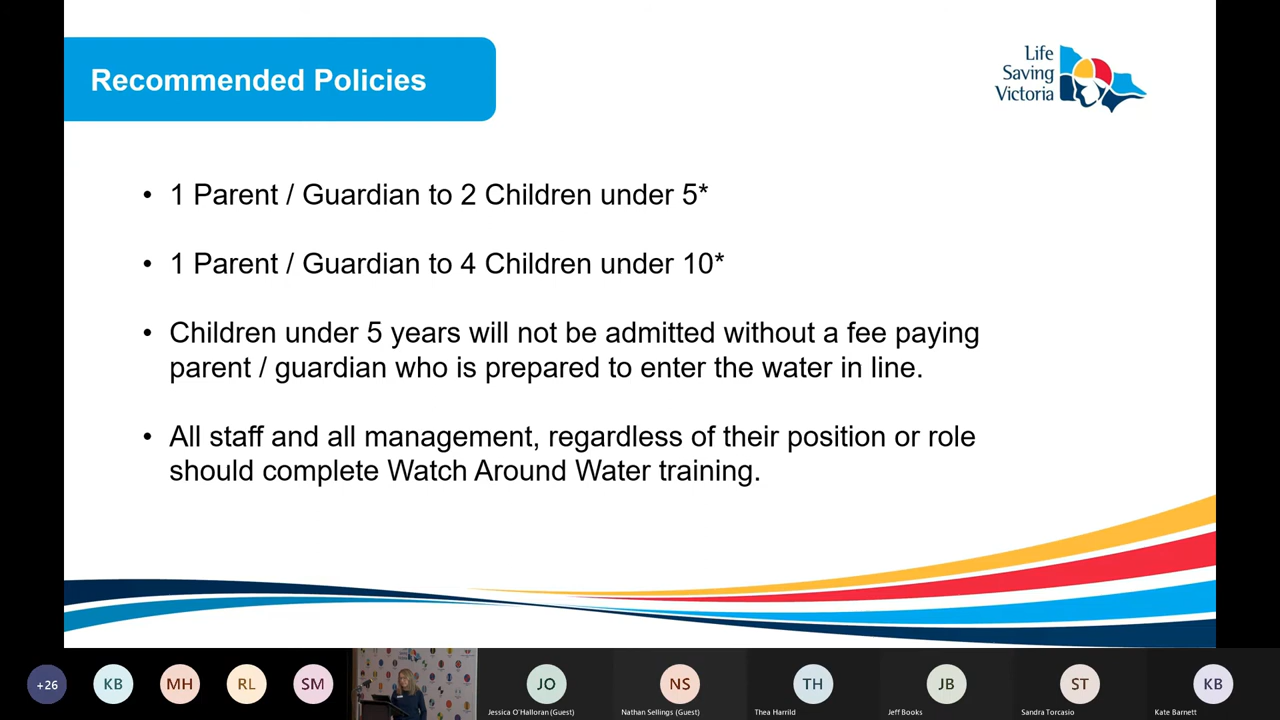 Recommended Policies
Life
Saving
Victoria
• 1 Parent / Guardian to 2 Children under 5*
• 1 Parent / Guardian to 4 Children under 10*
• Children under 5 years will not be admitted without a fee paying
parent / guardian who is prepared to enter the water in line.
• All staff and all management, regardless of their position or role
should complete Watch Around Water training.
+26
KB
MH
RL
SM
JO
NS
TH
JB
ST
KB
Jessica O'Halloran (Guest)
Nathan Sellings (Guest)
Thea Harrild
Jeff Books
Sandra Torcasio
Kate Barnett